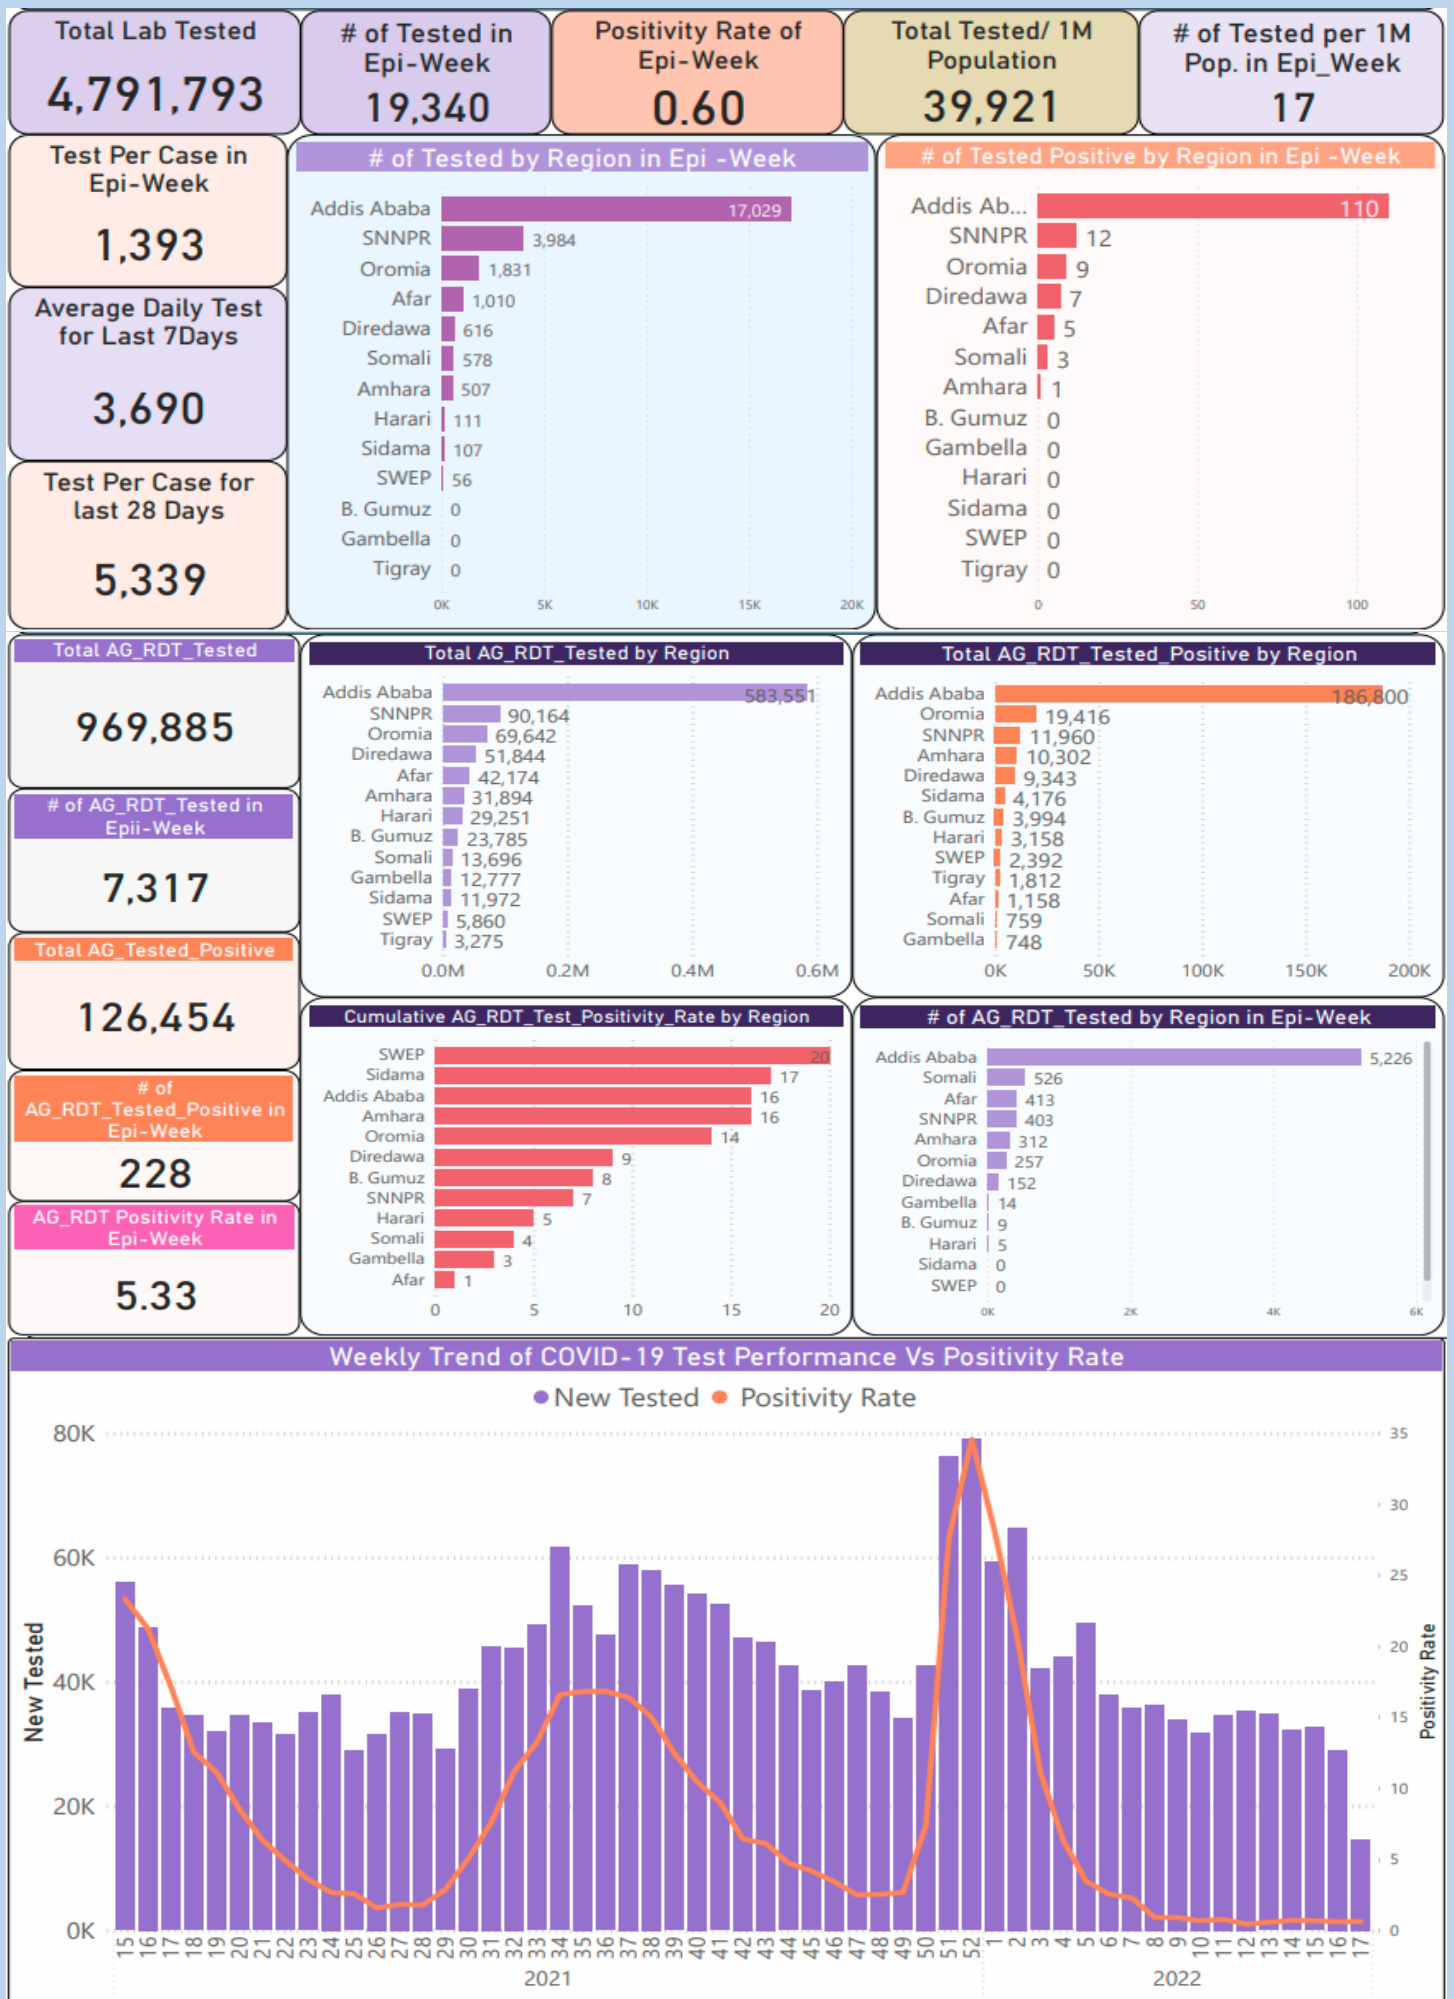 Total Lab Tested
4,791,793
# of Tested in
Epi-Week
19,340
Positivity Rate of
Epi-Week
0.60
Total Tested/ 1M
Population
39,921
# of Tested per 1M
Pop. in Epi_Week
17
Test Per Case in
Epi-Week
1,393
Average Daily Test
for Last 7Days
3,690
Test Per Case for
last 28 Days
5,339
# of Tested by Region in Epi -Week
Addis Ababa 17,029
SNNPR 3,984
Oromia 1,831
Afar 1,010
Diredawa 616
Somali 578
Amhara 507
Harari 111
Sidama 107
SWEP 56
B. Gumuz 0
Gambella 0
Tigray 0
0K 5K 10K 15K 20K
# of Tested Positive by Region in Epi -Week
Addis Ab... 110
SNNPR 12
Oromia 9
Diredawa 7
Afar 5
Somali 3
Amhara 1
B. Gumuz 0
Gambella 0
Harari 0
Sidama 0
SWEP 0
Tigray 0
0 50 100
Total AG_RDT_Tested
969,885
# of AG_RDT_Tested in
Epii-Week
7,317
Total AG_Tested_Positive
126,454
# of
AG_RDT_Tested_Positive in
Epi-Week
228
AG_RDT Positivity Rate in
Epi-Week
5.33
Total AG_RDT_Tested by Region
Addis Ababa 583,551
SNNPR 90,164
Oromia 69,642
Diredawa 51,844
Afar 42,174
Amhara 31,894
Harari 29,251
B. Gumuz 23,785
Somali 13,696
Gambella 12,777
Sidama 11,972
SWEP 5,860
Tigray 3,275
0.0M 0.2M 0.4M 0.6M
Total AG_RDT_Tested_Positive by Region
Addis Ababa 186,800
Oromia 19,416
SNNPR 11,960
Amhara 10,302
Diredawa 9,343
Sidama 4,176
B. Gumuz 3,994
Harari 3,158
SWEP 2,392
Tigray 1,812
Afar 1,158
Somali 759
Gambella 748
0K 50K 100K 150K 200K
Cumulative AG_RDT_Test_Positivity_Rate by Region
SWEP 20
Sidama 17
Addis Ababa 16
Amhara 16
Oromia 14
Diredawa 9
B. Gumuz 8
SNNPR 7
Harari 5
Somali 4
Gambella 3
Afar 1
0 5 10 15 20
# of AG_RDT_Tested by Region in Epi-Week
Addis Ababa 5,226
Somali 526
Afar 413
SNNPR 403
Amhara 312
Oromia 257
Diredawa 152
Gambella 14
B. Gumuz 9
Harari 5
Sidama 0
SWEP 0
0K 2K 4K 6K
Weekly Trend of COVID-19 Test Performance Vs Positivity Rate
New Tested Positivity Rate
80K
60K
40K
20K
0K
New Tested
35
30
25
20
15
10
5
0
Positivity Rate
15 16 17 18 19 20 21 22 23 24 25 26 27 28 29 30 31 32 33 34 35 36 37 38 39 40 41 42 43 44 45 46 47 48 49 50 51 52 1 2 3 4 5 6 7 8 9 10 11 12 13 14 15 16 17
2021 2022